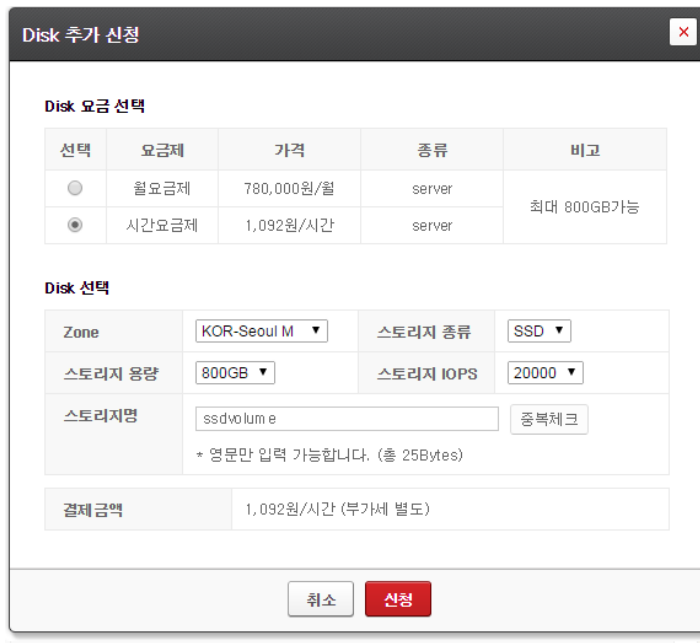 Disk 추가 신청
×
Disk 요금 선택
선택 요금제 가격 종류 비고
월요금제 780,000원/월 server
최대 800GB가능
시간요금제 1,092원/시간 server
Disk 선택
Zone KOR-Seoul M ▼ 스토리지 종류 SSD ▼
스토리지 용량 800GB ▼ 스토리지 IOPS 20000 ▼
스토리지명 ssdvolume 중복체크
* 영문만 입력 가능합니다. (총 25Bytes)
결제금액 1,092원/시간 (부가세 별도)
취소 신청